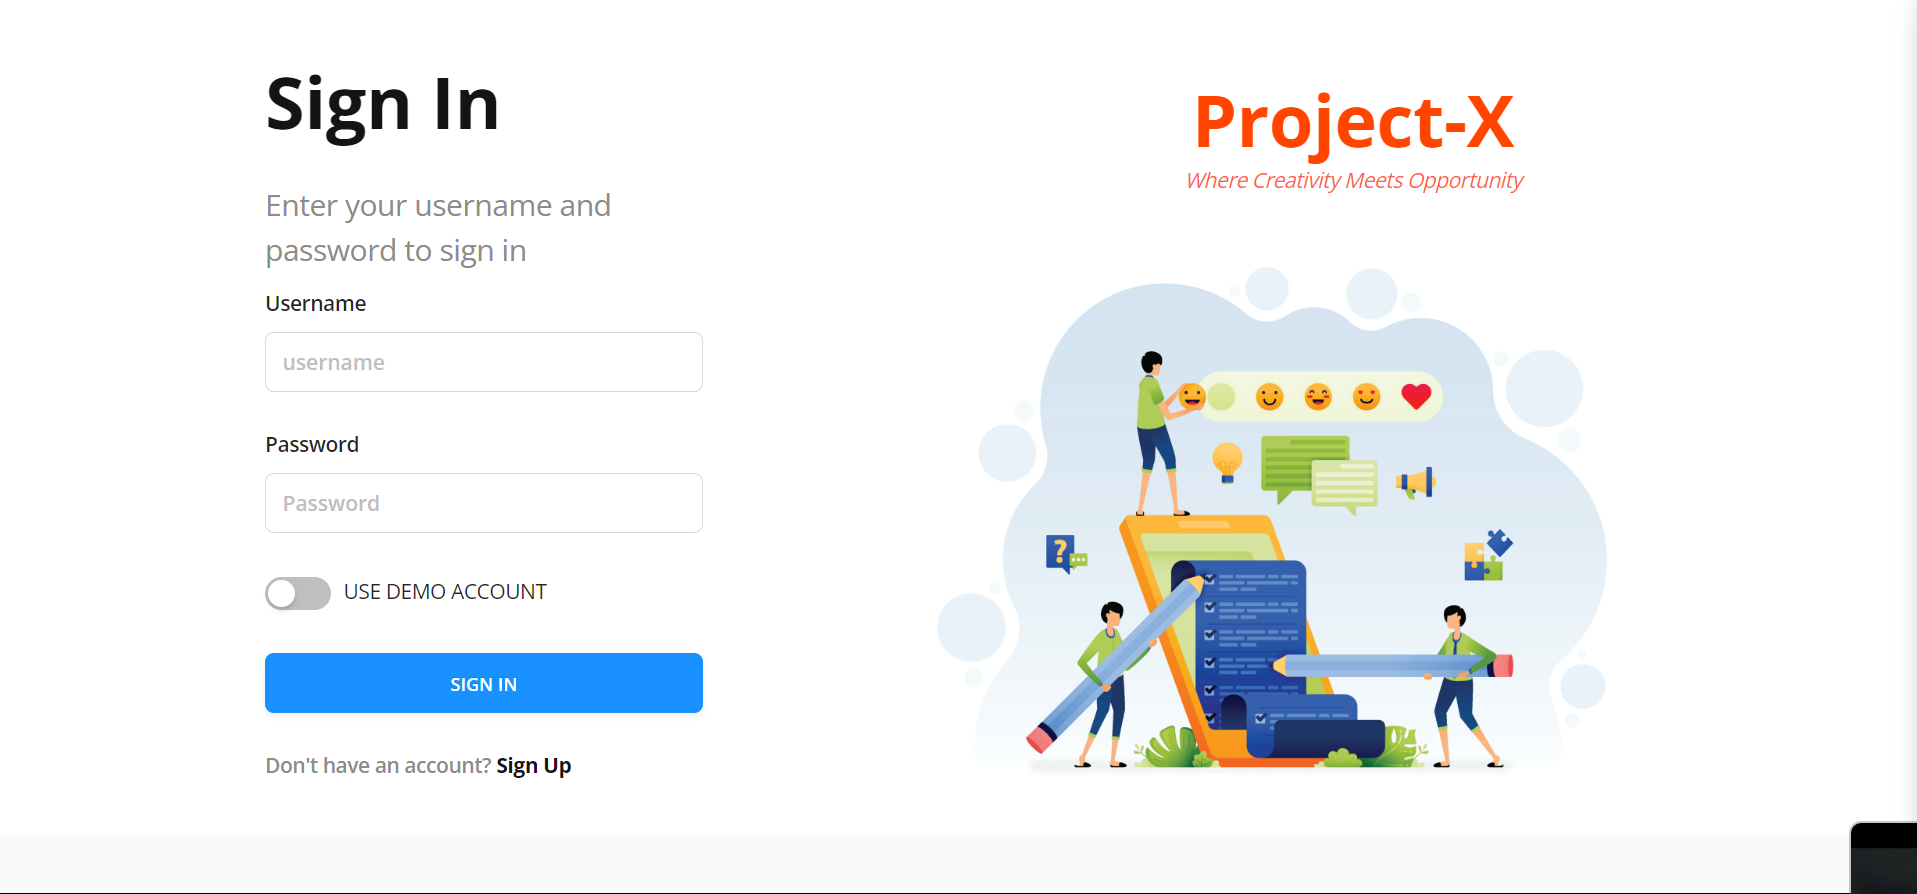 Sign In
Enter your username and
password to sign in
Username
username
Password
Password
USE DEMO ACCOUNT
SIGN IN
Don't have an account? Sign Up
Project-X
Where Creativity Meets Opportunity
?